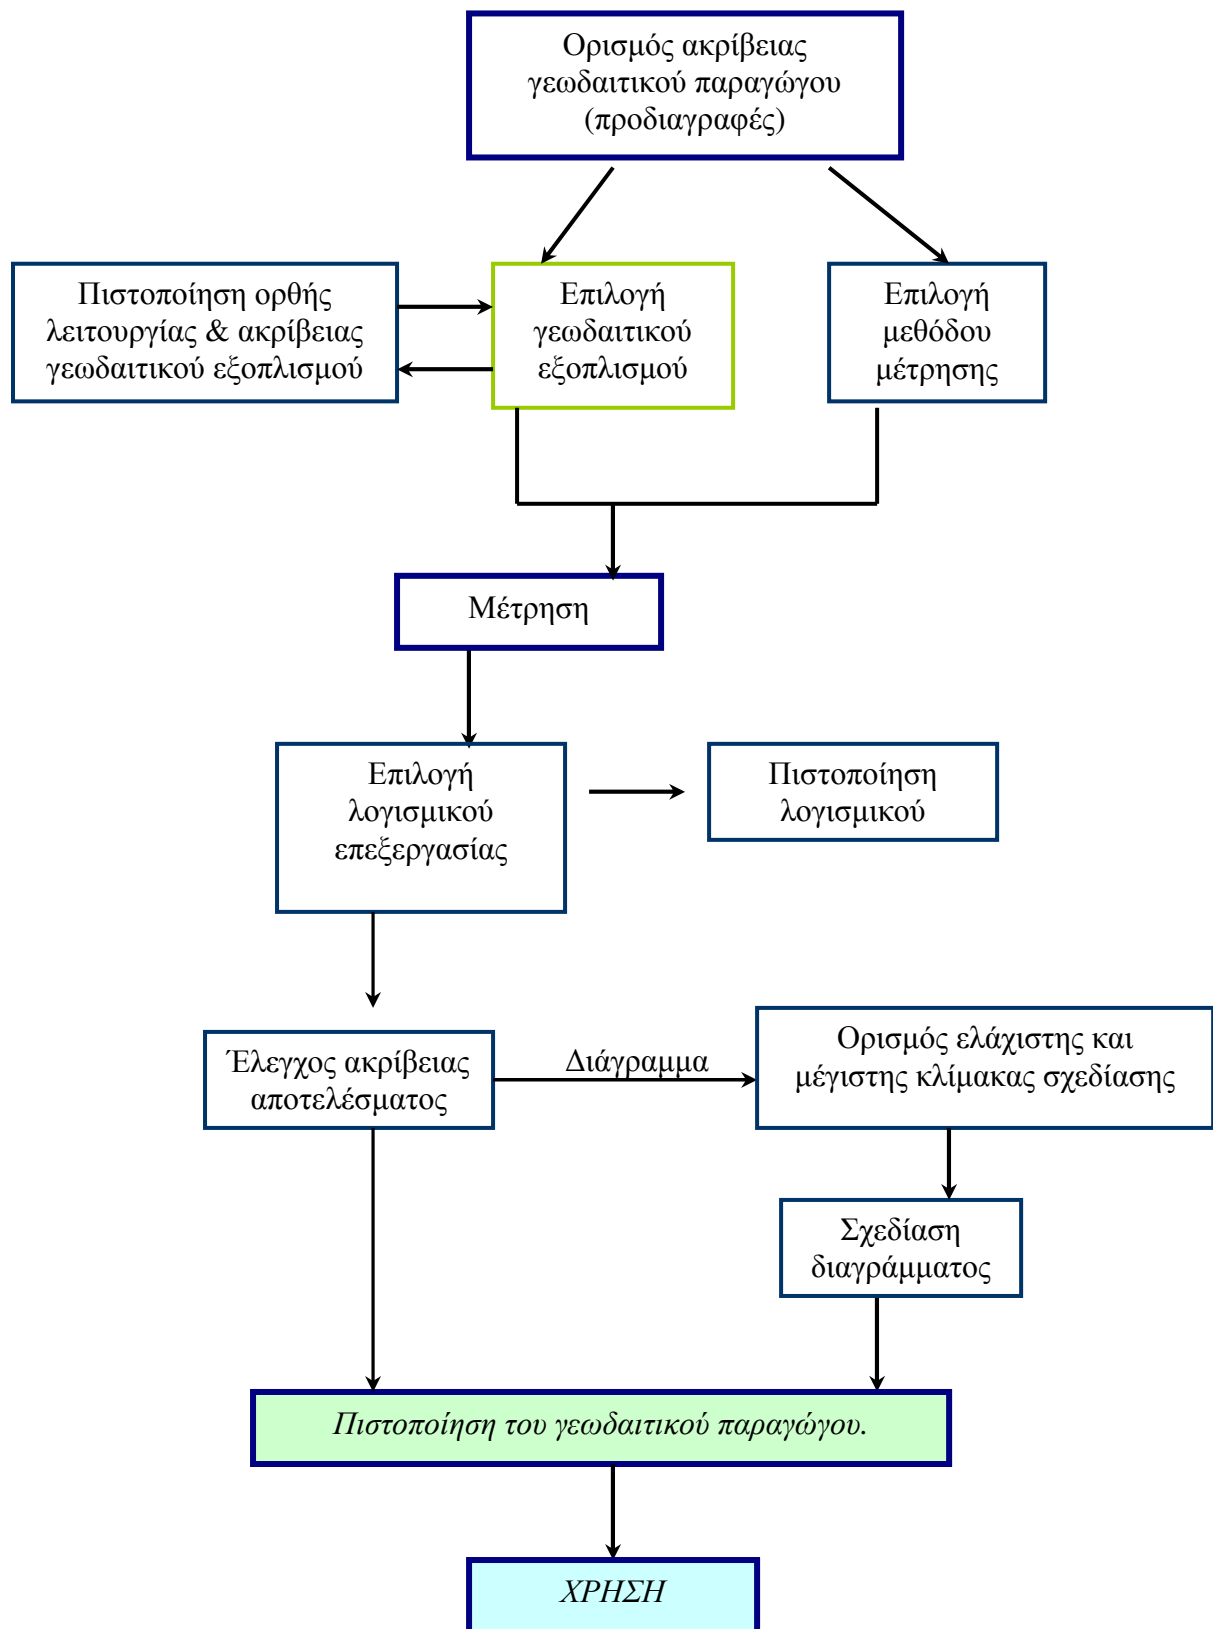 Ορισμός ακρίβειας
γεωδαιτικού παραγώγου
(προδιαγραφές)
Πιστοποίηση ορθής
λειτουργίας & ακρίβειας
γεωδαιτικού εξοπλισμού
Επιλογή
γεωδαιτικού
εξοπλισμού
Επιλογή
μεθόδου
μέτρησης
Μέτρηση
Επιλογή
λογισμικού
επεξεργασίας
Πιστοποίηση
λογισμικού
Έλεγχος ακρίβειας
αποτελέσματος
Διάγραμμα
Ορισμός ελάχιστης και
μέγιστης κλίμακας σχεδίασης
Σχεδίαση
διαγράμματος
Πιστοποίηση του γεωδαιτικού παραγώγου.
ΧΡΗΣΗ